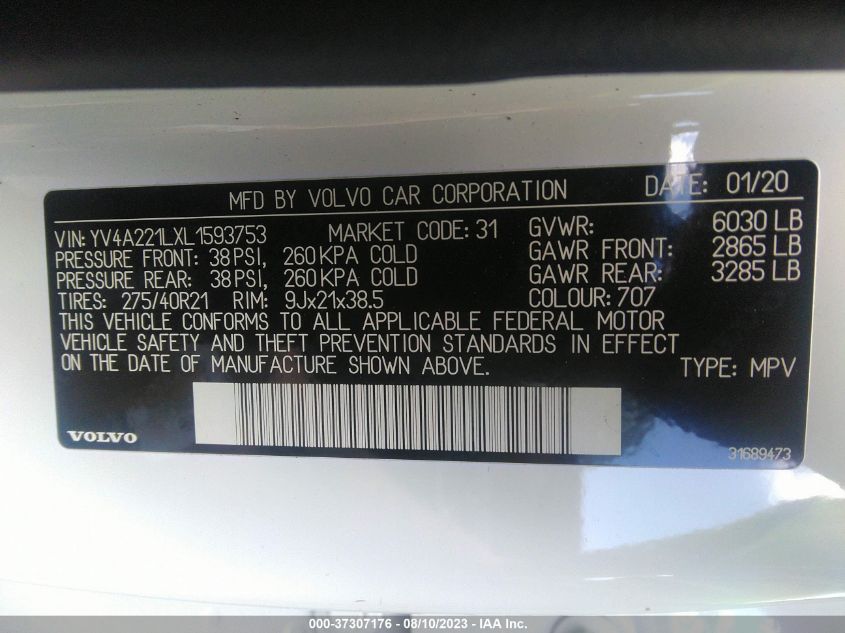 MFD BY VOLVO CAR CORPORATION DATE: 01/20
VIN: YV4A221LXL1593753 MARKET CODE: 31 GVWR: 6030 LB
PRESSURE FRONT: 38 PSI, 260 KPA COLD GAWR FRONT: 2865 LB
PRESSURE REAR: 38 PSI, 260 KPA COLD GAWR REAR: 3285 LB
TIRES: 275/40R21 RIM: 9Jx21x38.5 COLOUR: 707
THIS VEHICLE CONFORMS TO ALL APPLICABLE FEDERAL MOTOR
VEHICLE SAFETY AND THEFT PREVENTION STANDARDS IN EFFECT
ON THE DATE OF MANUFACTURE SHOWN ABOVE. TYPE: MPV
VOLVO 31689473
000-37307176 - 08/10/2023 - IAA Inc.